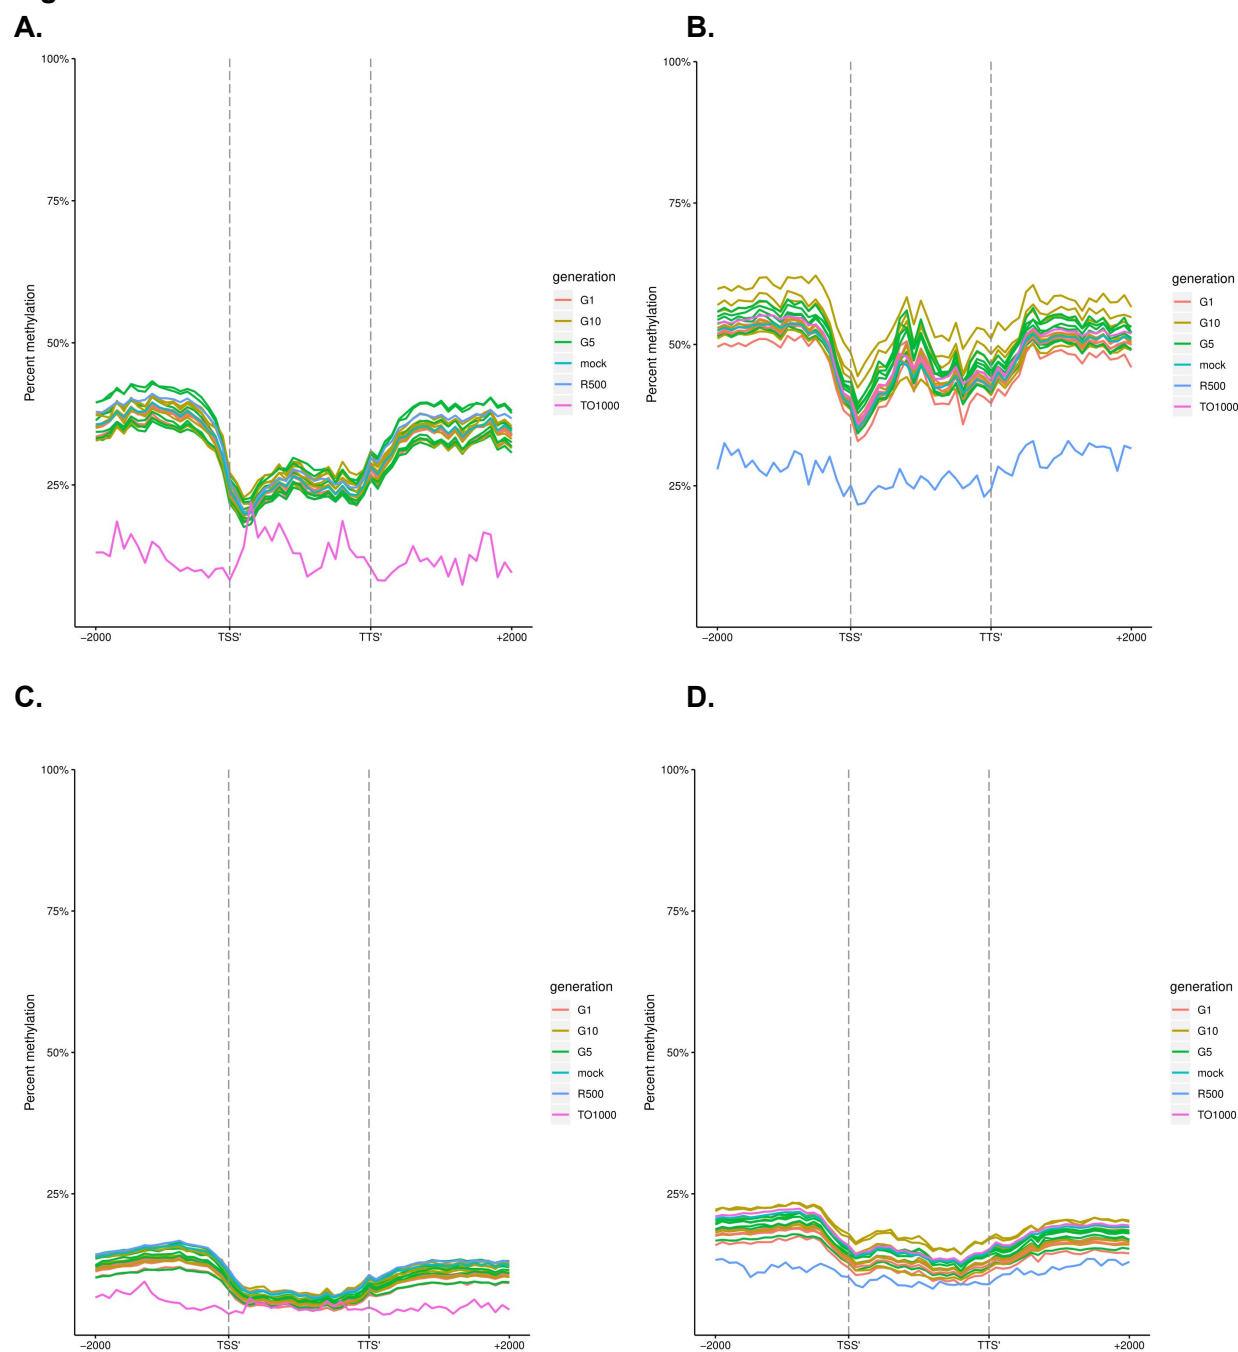 A.
B.
100%
75%
50%
25%
Percent methylation
−2000
TSS'
TTS'
+2000
generation
G1
G10
G5
mock
R500
TO1000
100%
75%
50%
25%
Percent methylation
−2000
TSS'
TTS'
+2000
generation
G1
G10
G5
mock
R500
TO1000
C.
D.
100%
75%
50%
25%
Percent methylation
−2000
TSS'
TTS'
+2000
generation
G1
G10
G5
mock
R500
TO1000
100%
75%
50%
25%
Percent methylation
−2000
TSS'
TTS'
+2000
generation
G1
G10
G5
mock
R500
TO1000